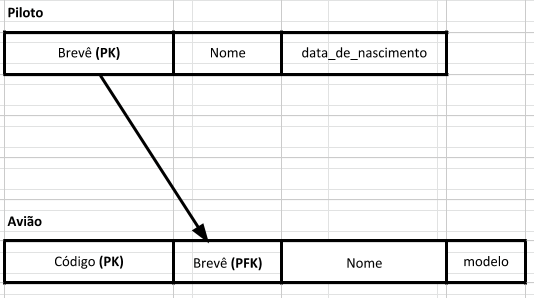 Piloto
Brevê (PK) Nome data_de_nascimento
Avião
Código (PK) Brevê (PFK) Nome modelo